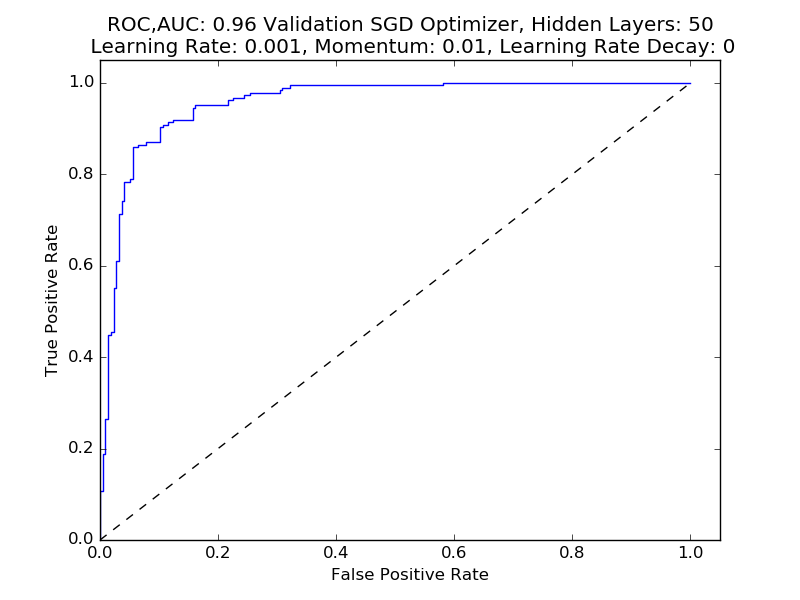 ROC,AUC: 0.96 Validation SGD Optimizer, Hidden Layers: 50
Learning Rate: 0.001, Momentum: 0.01, Learning Rate Decay: 0
1.0
0.8
0.6
0.4
0.2
0.0
True Positive Rate
0.0 0.2 0.4 0.6 0.8 1.0
False Positive Rate